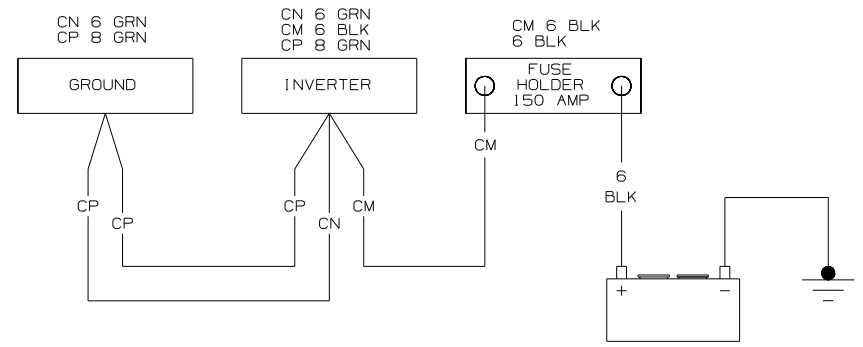 CN 6 GRN
CP 8 GRN
CN 6 GRN
CM 6 BLK
CP 8 GRN
CM 6 BLK
6 BLK
GROUND
INVERTER
FUSE
HOLDER
150 AMP
CM
6
BLK
CP
CP
CP
CN
CM
+
−